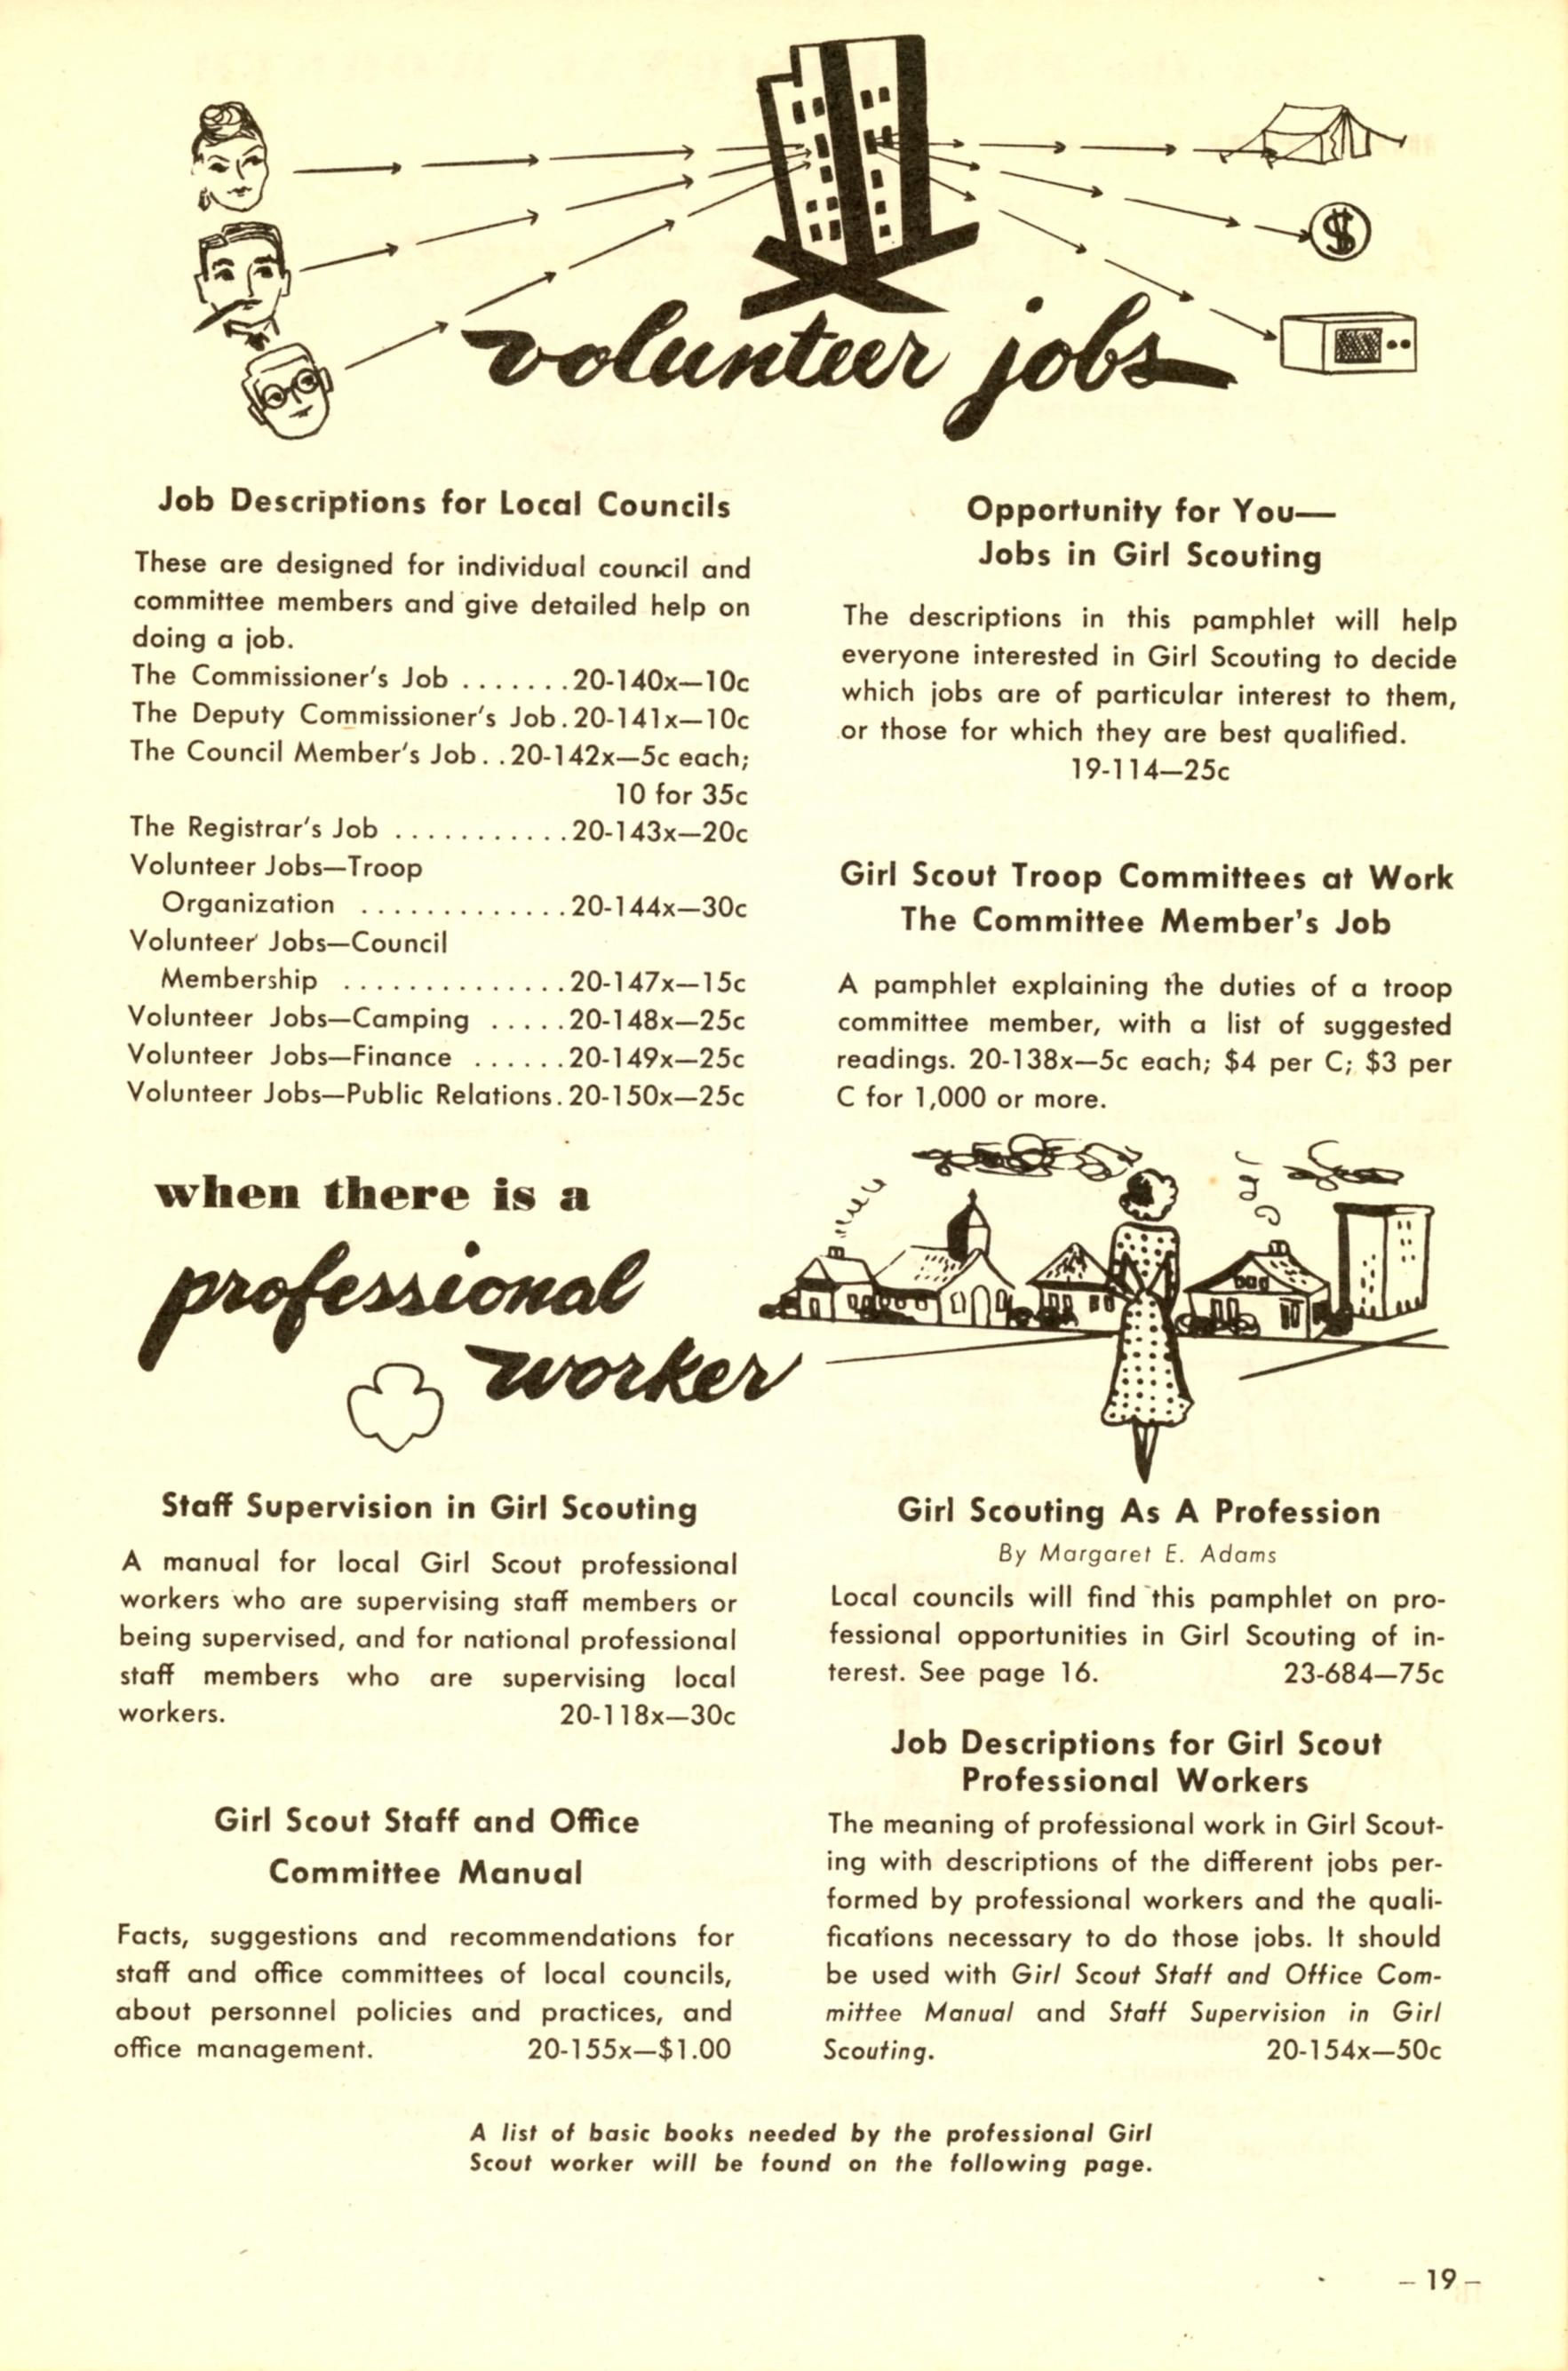 volunteer jobs
Job Descriptions for Local Councils
These are designed for individual council and
committee members and give detailed help on
doing a job.
The Commissioner's Job .......20-140x—10c
The Deputy Commissioner's Job.20-141x—10c
The Council Member's Job..20-142x—5c each;
10 for 35c
The Registrar's Job ...........20-143x—20c
Volunteer Jobs—Troop
Organization .............20-144x—30c
Volunteer Jobs—Council
Membership ..............20-147x—15c
Volunteer Jobs—Camping .....20-148x—25c
Volunteer Jobs—Finance ......20-149x—25c
Volunteer Jobs—Public Relations.20-150x—25c
Opportunity for You—
Jobs in Girl Scouting
The descriptions in this pamphlet will help
everyone interested in Girl Scouting to decide
which jobs are of particular interest to them,
or those for which they are best qualified.
19-114—25c
Girl Scout Troop Committees at Work
The Committee Member's Job
A pamphlet explaining the duties of a troop
committee member, with a list of suggested
readings. 20-138x—5c each; $4 per C; $3 per
C for 1,000 or more.
when there is a
professional
worker
Staff Supervision in Girl Scouting
A manual for local Girl Scout professional
workers who are supervising staff members or
being supervised, and for national professional
staff members who are supervising local
workers. 20-118x—30c
Girl Scout Staff and Office
Committee Manual
Facts, suggestions and recommendations for
staff and office committees of local councils,
about personnel policies and practices, and
office management. 20-155x—$1.00
Girl Scouting As A Profession
By Margaret E. Adams
Local councils will find this pamphlet on pro-
fessional opportunities in Girl Scouting of in-
terest. See page 16. 23-684—75c
Job Descriptions for Girl Scout
Professional Workers
The meaning of professional work in Girl Scout-
ing with descriptions of the different jobs per-
formed by professional workers and the quali-
fications necessary to do those jobs. It should
be used with Girl Scout Staff and Office Com-
mittee Manual and Staff Supervision in Girl
Scouting. 20-154x—50c
A list of basic books needed by the professional Girl
Scout worker will be found on the following page.
– 19 –